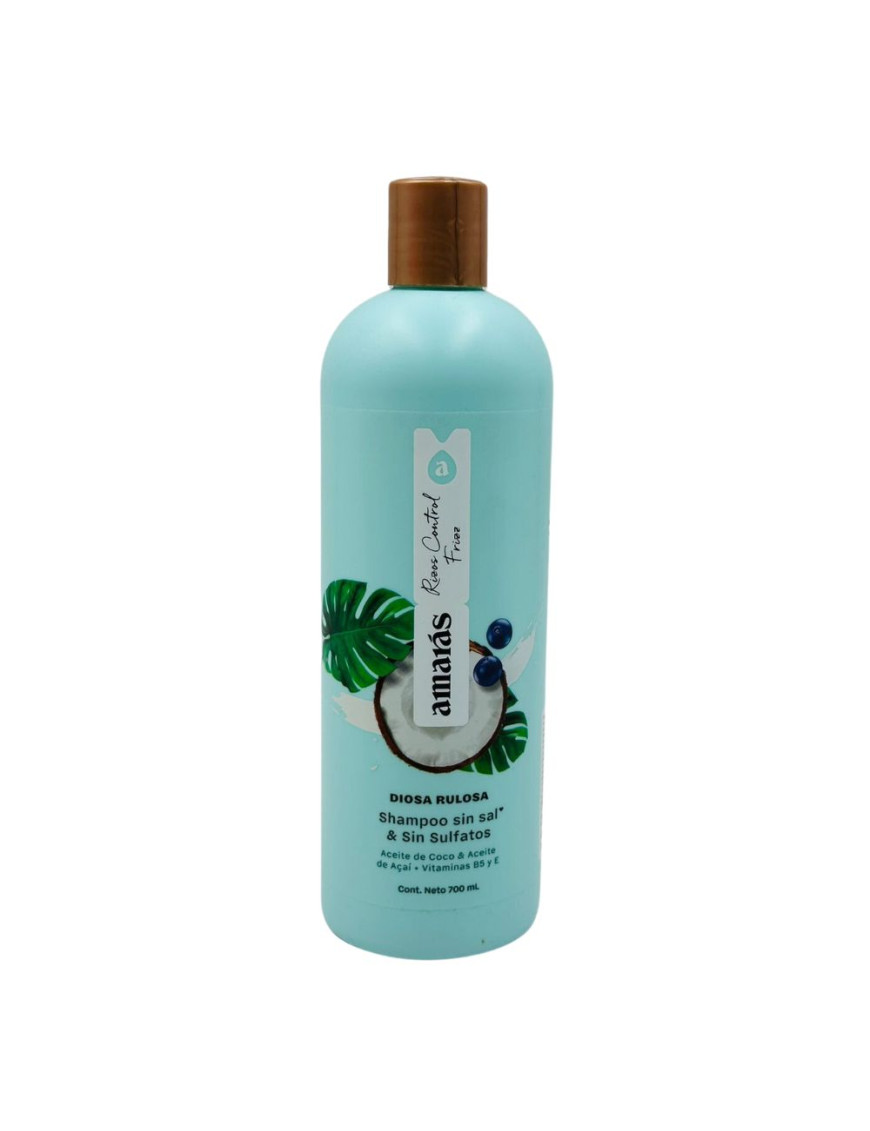 a
Rizos Control
Frizz
amarás
DIOSA RULOSA
Shampoo sin sal*
& Sin Sulfatos
Aceite de Coco & Aceite
de Açaí + Vitaminas B5 y E
Cont. Neto 700 mL